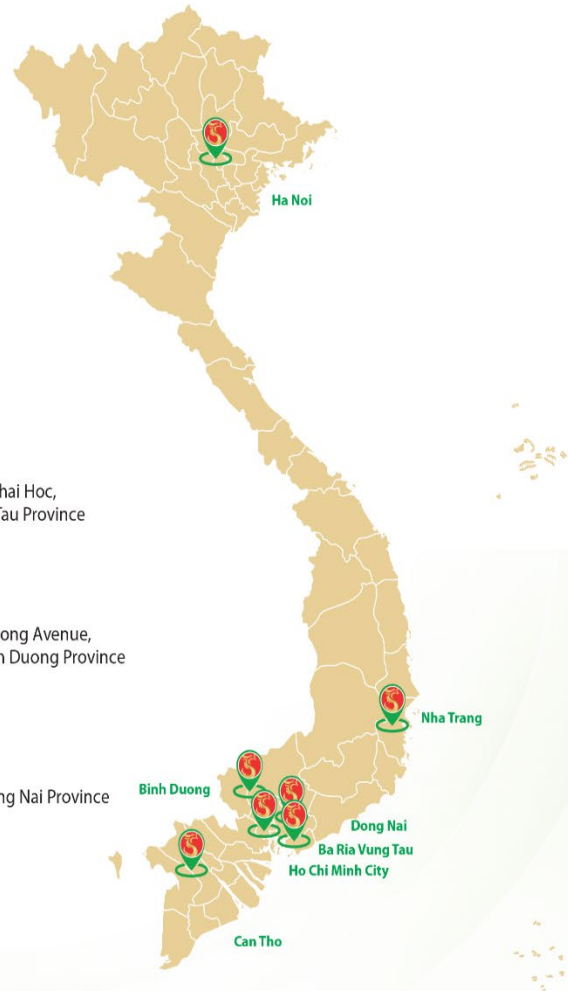 Ha Noi
hai Hoc,
Tau Province
ong Avenue,
h Duong Province
Nha Trang
Binh Duong
ng Nai Province
Dong Nai
Ba Ria Vung Tau
Ho Chi Minh City
Can Tho